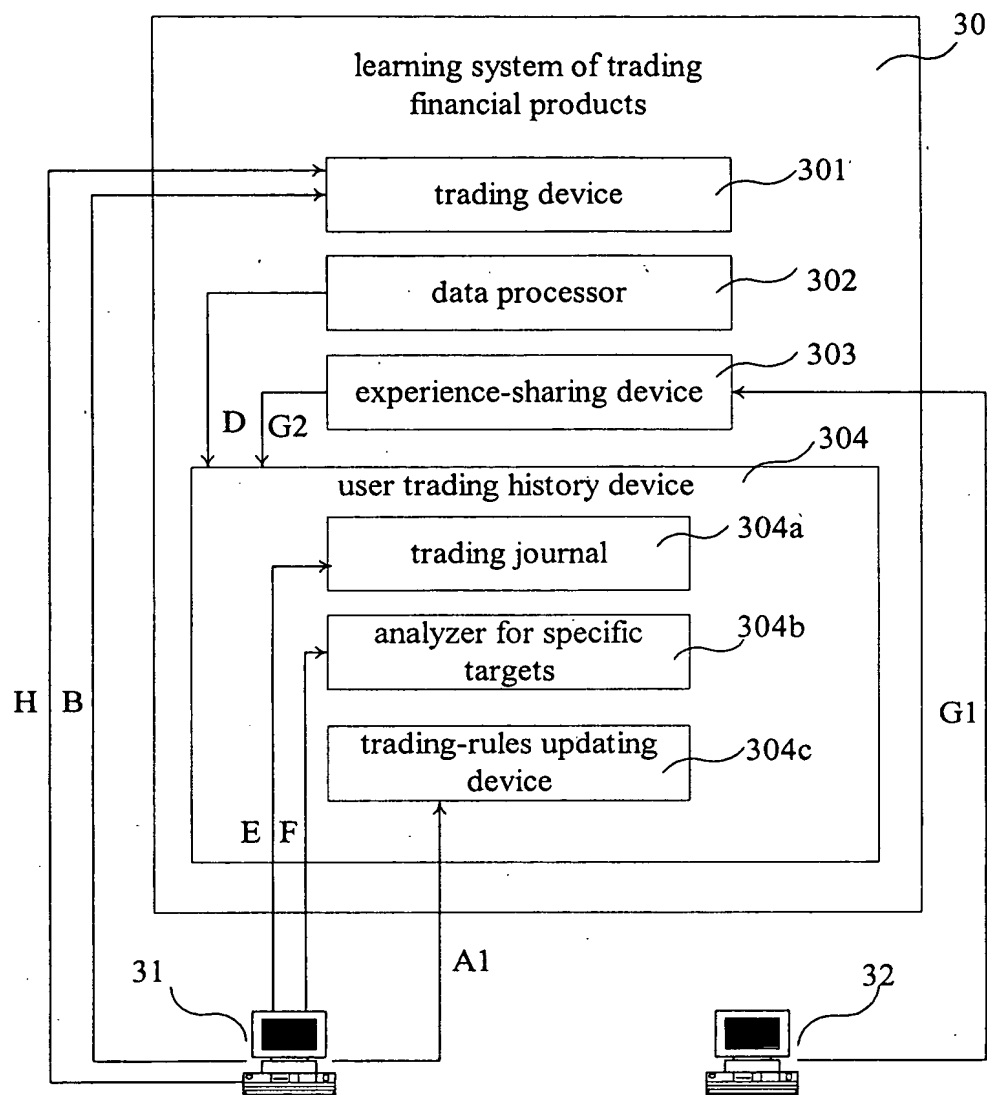 30
learning system of trading
financial products
301
trading device
302
data processor
303
experience-sharing device
D
G2
304
user trading history device
304a
trading journal
304b
analyzer for specific
targets
H
B
G1
304c
trading-rules updating
device
E
F
A1
31
32